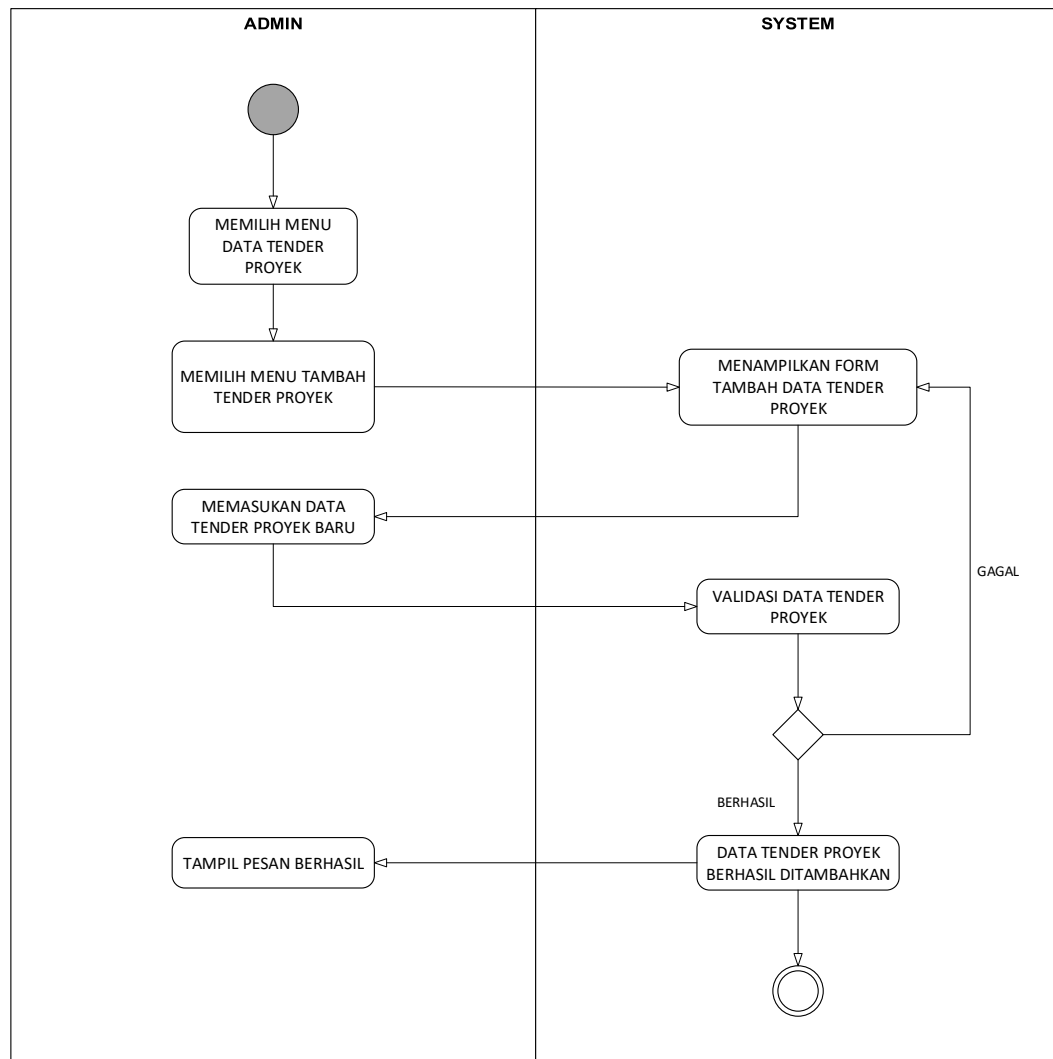 ADMIN
SYSTEM
MEMILIH MENU
DATA TENDER
PROYEK
MEMILIH MENU TAMBAH
TENDER PROYEK
MENAMPILKAN FORM
TAMBAH DATA TENDER
PROYEK
MEMASUKAN DATA
TENDER PROYEK BARU
GAGAL
VALIDASI DATA TENDER
PROYEK
BERHASIL
TAMPIL PESAN BERHASIL
DATA TENDER PROYEK
BERHASIL DITAMBAHKAN